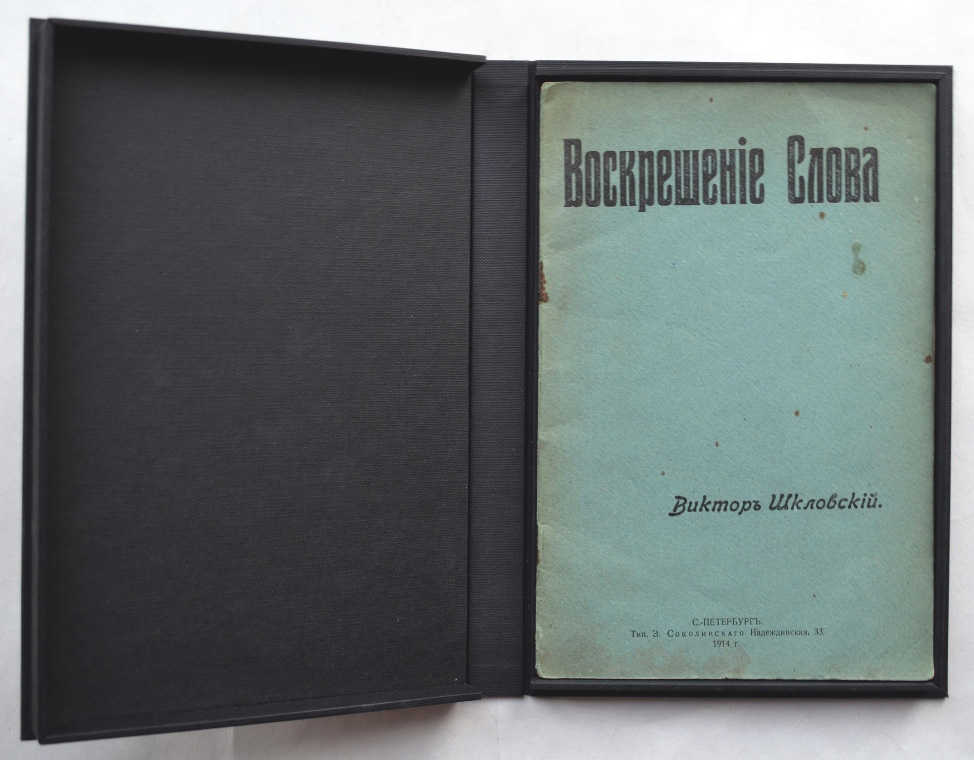 Воскрешеніе Слова
Викторъ Шкловскій.
С.-ПЕТЕРБУРГЪ.
Тип. З. Соколинскаго Надеждинская, 33.
1914 г.